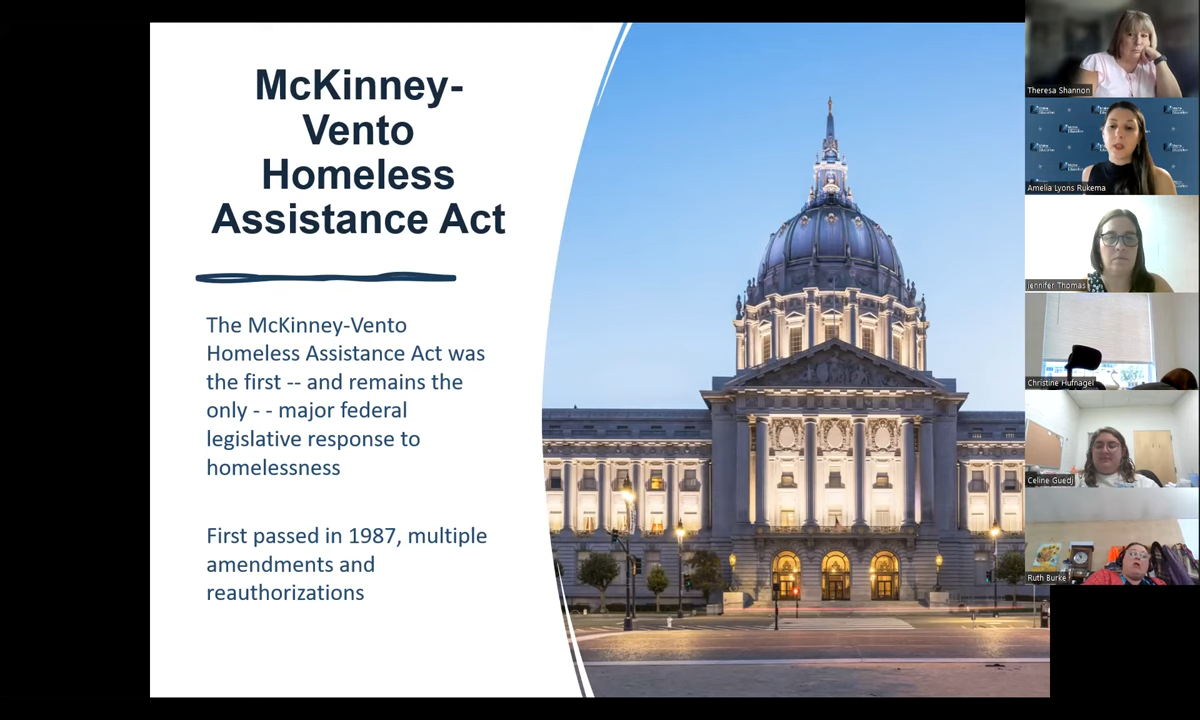 McKinney-
Vento
Homeless
Assistance Act
The McKinney-Vento
Homeless Assistance Act was
the first -- and remains the
only - - major federal
legislative response to
homelessness
First passed in 1987, multiple
amendments and
reauthorizations
Theresa Shannon
Amelia Lyons Rukema
Jennifer Thomas
Christine Hufnagel
Celine Guedj
Ruth Burke